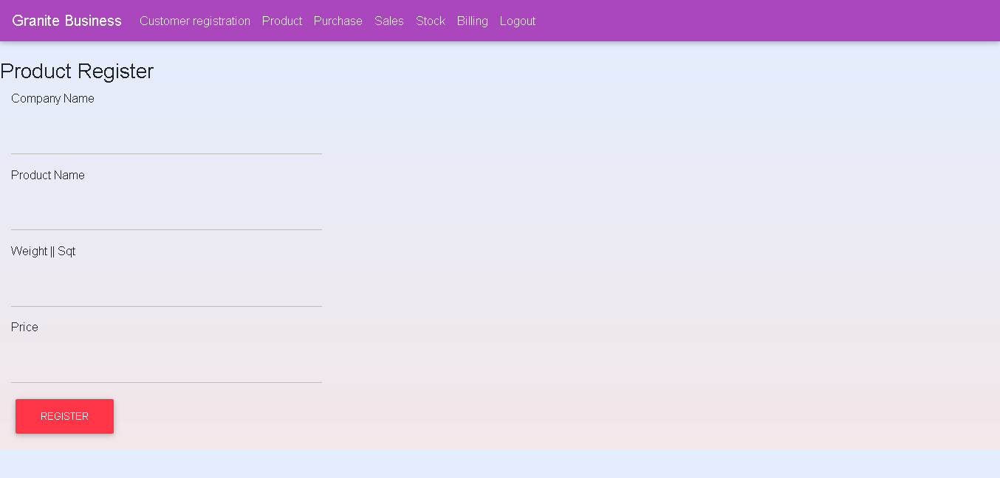 Granite Business Customer registration Product Purchase Sales Stock Billing Logout
Product Register
Company Name
Product Name
Weight || Sqt
Price
REGISTER